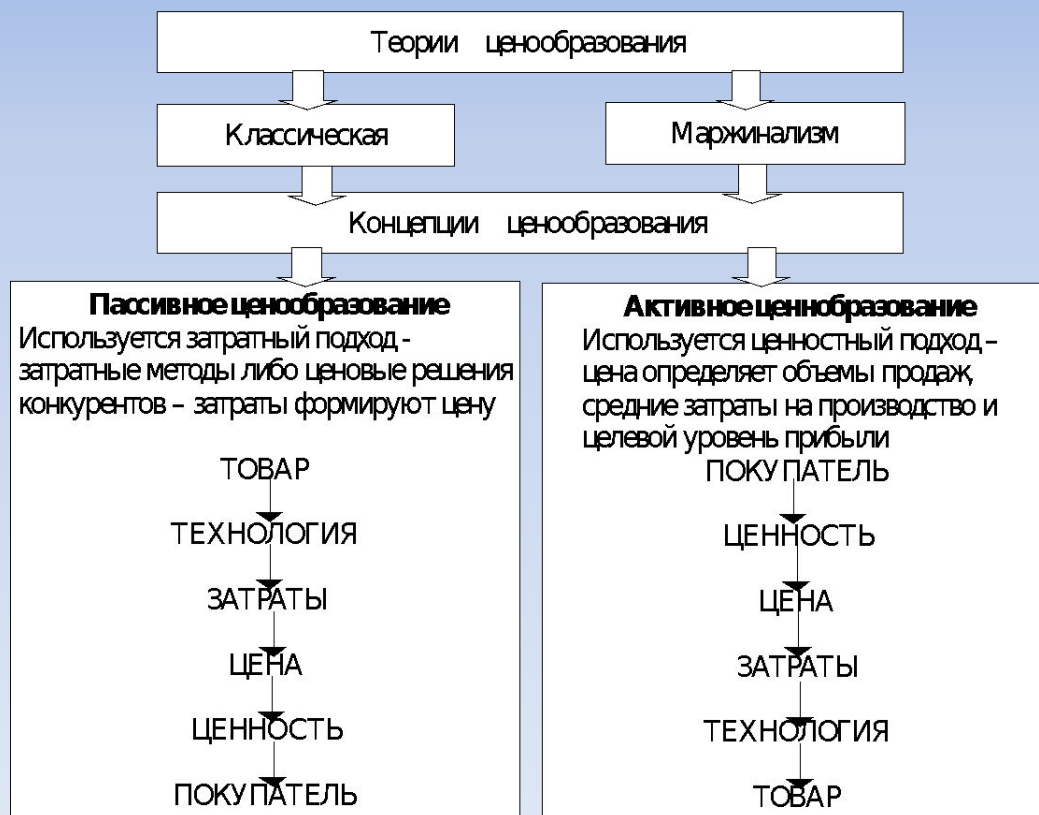 Теории ценообразования
Классическая
Маржинализм
Концепции ценообразования
Пассивное ценообразование
Используется затратный подход -
затратные методы либо ценовые решения
конкурентов – затраты формируют цену
ТОВАР
ТЕХНОЛОГИЯ
ЗАТРАТЫ
ЦЕНА
ЦЕННОСТЬ
ПОКУПАТЕЛЬ
Активное ценнобразование
Используется ценностный подход –
цена определяет объемы продаж,
средние затраты на производство и
целевой уровень прибыли
ПОКУПАТЕЛЬ
ЦЕННОСТЬ
ЦЕНА
ЗАТРАТЫ
ТЕХНОЛОГИЯ
ТОВАР